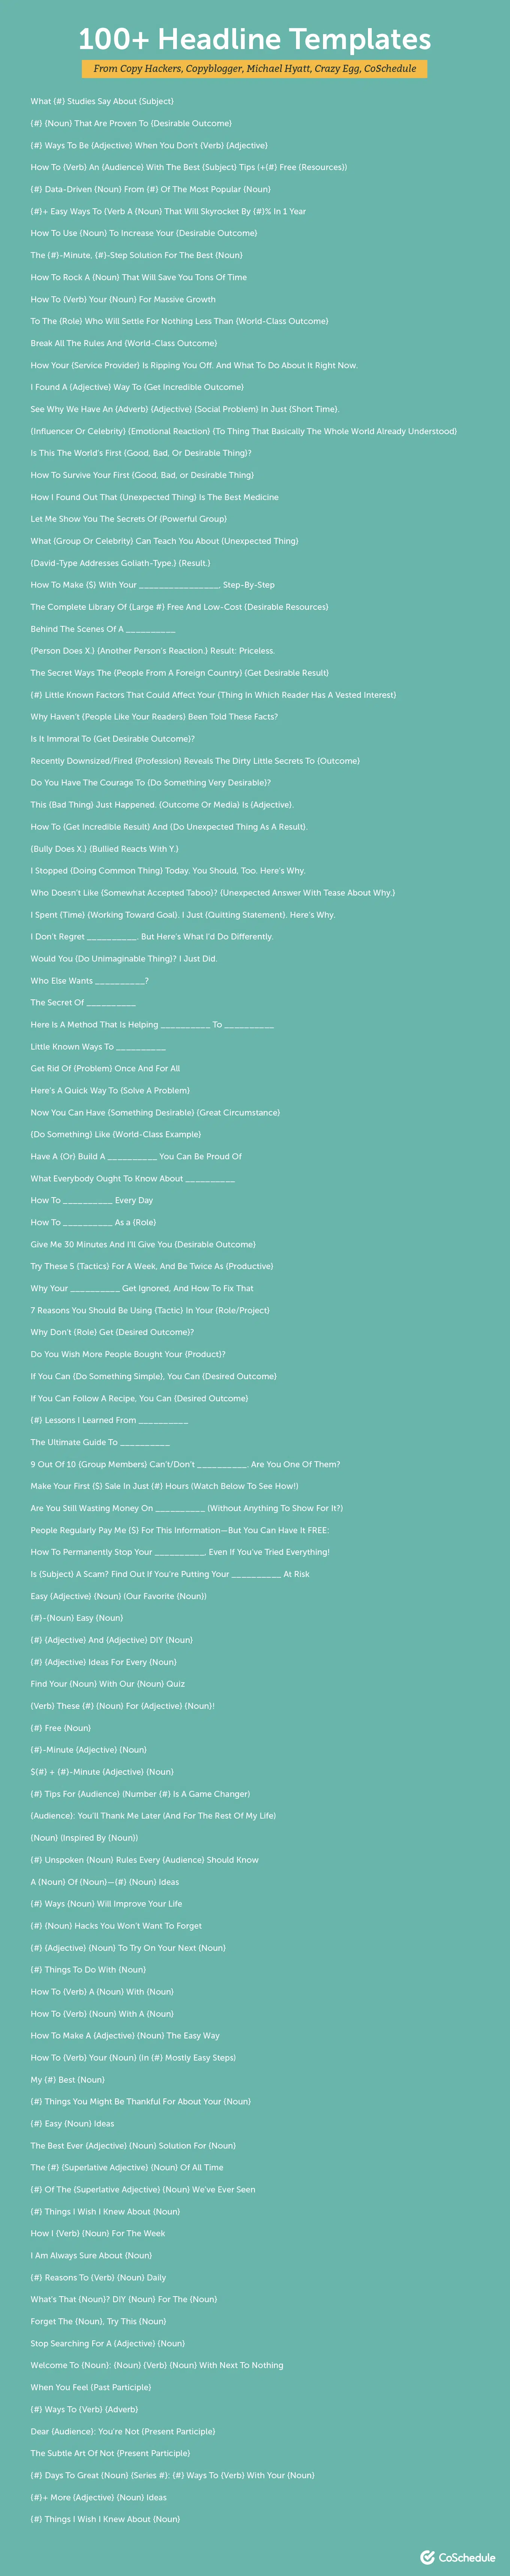 100+ Headline Templates
From Copy Hackers, Copyblogger, Michael Hyatt, Crazy Egg, CoSchedule
What {#} Studies Say About {Subject}
{#} {Noun} That Are Proven To {Desirable Outcome}
{#} Ways To Be {Adjective} When You Don't {Verb} {Adjective}
How To {Verb} An {Audience} With The Best {Subject} Tips (+{#} Free {Resources})
{#} Data-Driven {Noun} From {#} Of The Most Popular {Noun}
{#}+ Easy Ways To {Verb A {Noun} That Will Skyrocket By {#}% In 1 Year
How To Use {Noun} To Increase Your {Desirable Outcome}
The {#}-Minute, {#}-Step Solution For The Best {Noun}
How To Rock A {Noun} That Will Save You Tons Of Time
How To {Verb} Your {Noun} For Massive Growth
To The {Role} Who Will Settle For Nothing Less Than {World-Class Outcome}
Break All The Rules And {World-Class Outcome}
How Your {Service Provider} Is Ripping You Off. And What To Do About It Right Now.
I Found A {Adjective} Way To {Get Incredible Outcome}
See Why We Have An {Adverb} {Adjective} {Social Problem} In Just {Short Time}.
{Influencer Or Celebrity} {Emotional Reaction} {To Thing That Basically The Whole World Already Understood}
Is This The World's First {Good, Bad, Or Desirable Thing}?
How To Survive Your First {Good, Bad, or Desirable Thing}
How I Found Out That {Unexpected Thing} Is The Best Medicine
Let Me Show You The Secrets Of {Powerful Group}
What {Group Or Celebrity} Can Teach You About {Unexpected Thing}
{David-Type Addresses Goliath-Type.} {Result.}
How To Make {$} With Your ________________, Step-By-Step
The Complete Library Of {Large #} Free And Low-Cost {Desirable Resources}
Behind The Scenes Of A __________
{Person Does X.} {Another Person's Reaction.} Result: Priceless.
The Secret Ways The {People From A Foreign Country} {Get Desirable Result}
{#} Little Known Factors That Could Affect Your {Thing In Which Reader Has A Vested Interest}
Why Haven't {People Like Your Readers} Been Told These Facts?
Is It Immoral To {Get Desirable Outcome}?
Recently Downsized/Fired {Profession} Reveals The Dirty Little Secrets To {Outcome}
Do You Have The Courage To {Do Something Very Desirable}?
This {Bad Thing} Just Happened. {Outcome Or Media} Is {Adjective}.
How To {Get Incredible Result} And {Do Unexpected Thing As A Result}.
{Bully Does X.} {Bullied Reacts With Y.}
I Stopped {Doing Common Thing} Today. You Should, Too. Here's Why.
Who Doesn't Like {Somewhat Accepted Taboo}? {Unexpected Answer With Tease About Why.}
I Spent {Time} {Working Toward Goal}. I Just {Quitting Statement}. Here's Why.
I Don't Regret __________. But Here's What I'd Do Differently.
Would You {Do Unimaginable Thing}? I Just Did.
Who Else Wants __________?
The Secret Of __________
Here Is A Method That Is Helping __________ To __________
Little Known Ways To __________
Get Rid Of {Problem} Once And For All
Here's A Quick Way To {Solve A Problem}
Now You Can Have {Something Desirable} {Great Circumstance}
{Do Something} Like {World-Class Example}
Have A {Or} Build A __________ You Can Be Proud Of
What Everybody Ought To Know About __________
How To __________ Every Day
How To __________ As a {Role}
Give Me 30 Minutes And I'll Give You {Desirable Outcome}
Try These 5 {Tactics} For A Week, And Be Twice As {Productive}
Why Your __________ Get Ignored, And How To Fix That
7 Reasons You Should Be Using {Tactic} In Your {Role/Project}
Why Don't {Role} Get {Desired Outcome}?
Do You Wish More People Bought Your {Product}?
If You Can {Do Something Simple}, You Can {Desired Outcome}
If You Can Follow A Recipe, You Can {Desired Outcome}
{#} Lessons I Learned From __________
The Ultimate Guide To __________
9 Out Of 10 {Group Members} Can't/Don't __________. Are You One Of Them?
Make Your First {$} Sale In Just {#} Hours (Watch Below To See How!)
Are You Still Wasting Money On __________ (Without Anything To Show For It?)
People Regularly Pay Me {$} For This Information—But You Can Have It FREE:
How To Permanently Stop Your __________, Even If You've Tried Everything!
Is {Subject} A Scam? Find Out If You're Putting Your __________ At Risk
Easy {Adjective} {Noun} (Our Favorite {Noun})
{#}-{Noun} Easy {Noun}
{#} {Adjective} And {Adjective} DIY {Noun}
{#} {Adjective} Ideas For Every {Noun}
Find Your {Noun} With Our {Noun} Quiz
{Verb} These {#} {Noun} For {Adjective} {Noun}!
{#} Free {Noun}
{#}-Minute {Adjective} {Noun}
${#} + {#}-Minute {Adjective} {Noun}
{#} Tips For {Audience} (Number {#} Is A Game Changer)
{Audience}: You'll Thank Me Later (And For The Rest Of My Life)
{Noun} (Inspired By {Noun})
{#} Unspoken {Noun} Rules Every {Audience} Should Know
A {Noun} Of {Noun}—{#} {Noun} Ideas
{#} Ways {Noun} Will Improve Your Life
{#} {Noun} Hacks You Won't Want To Forget
{#} {Adjective} {Noun} To Try On Your Next {Noun}
{#} Things To Do With {Noun}
How To {Verb} A {Noun} With {Noun}
How To {Verb} {Noun} With A {Noun}
How To Make A {Adjective} {Noun} The Easy Way
How To {Verb} Your {Noun} (In {#} Mostly Easy Steps)
My {#} Best {Noun}
{#} Things You Might Be Thankful For About Your {Noun}
{#} Easy {Noun} Ideas
The Best Ever {Adjective} {Noun} Solution For {Noun}
The {#} {Superlative Adjective} {Noun} Of All Time
{#} Of The {Superlative Adjective} {Noun} We've Ever Seen
{#} Things I Wish I Knew About {Noun}
How I {Verb} {Noun} For The Week
I Am Always Sure About {Noun}
{#} Reasons To {Verb} {Noun} Daily
What's That {Noun}? DIY {Noun} For The {Noun}
Forget The {Noun}, Try This {Noun}
Stop Searching For A {Adjective} {Noun}
Welcome To {Noun}: {Noun} {Verb} {Noun} With Next To Nothing
When You Feel {Past Participle}
{#} Ways To {Verb} {Adverb}
Dear {Audience}: You're Not {Present Participle}
The Subtle Art Of Not {Present Participle}
{#} Days To Great {Noun} {Series #}: {#} Ways To {Verb} With Your {Noun}
{#}+ More {Adjective} {Noun} Ideas
{#} Things I Wish I Knew About {Noun}
CoSchedule